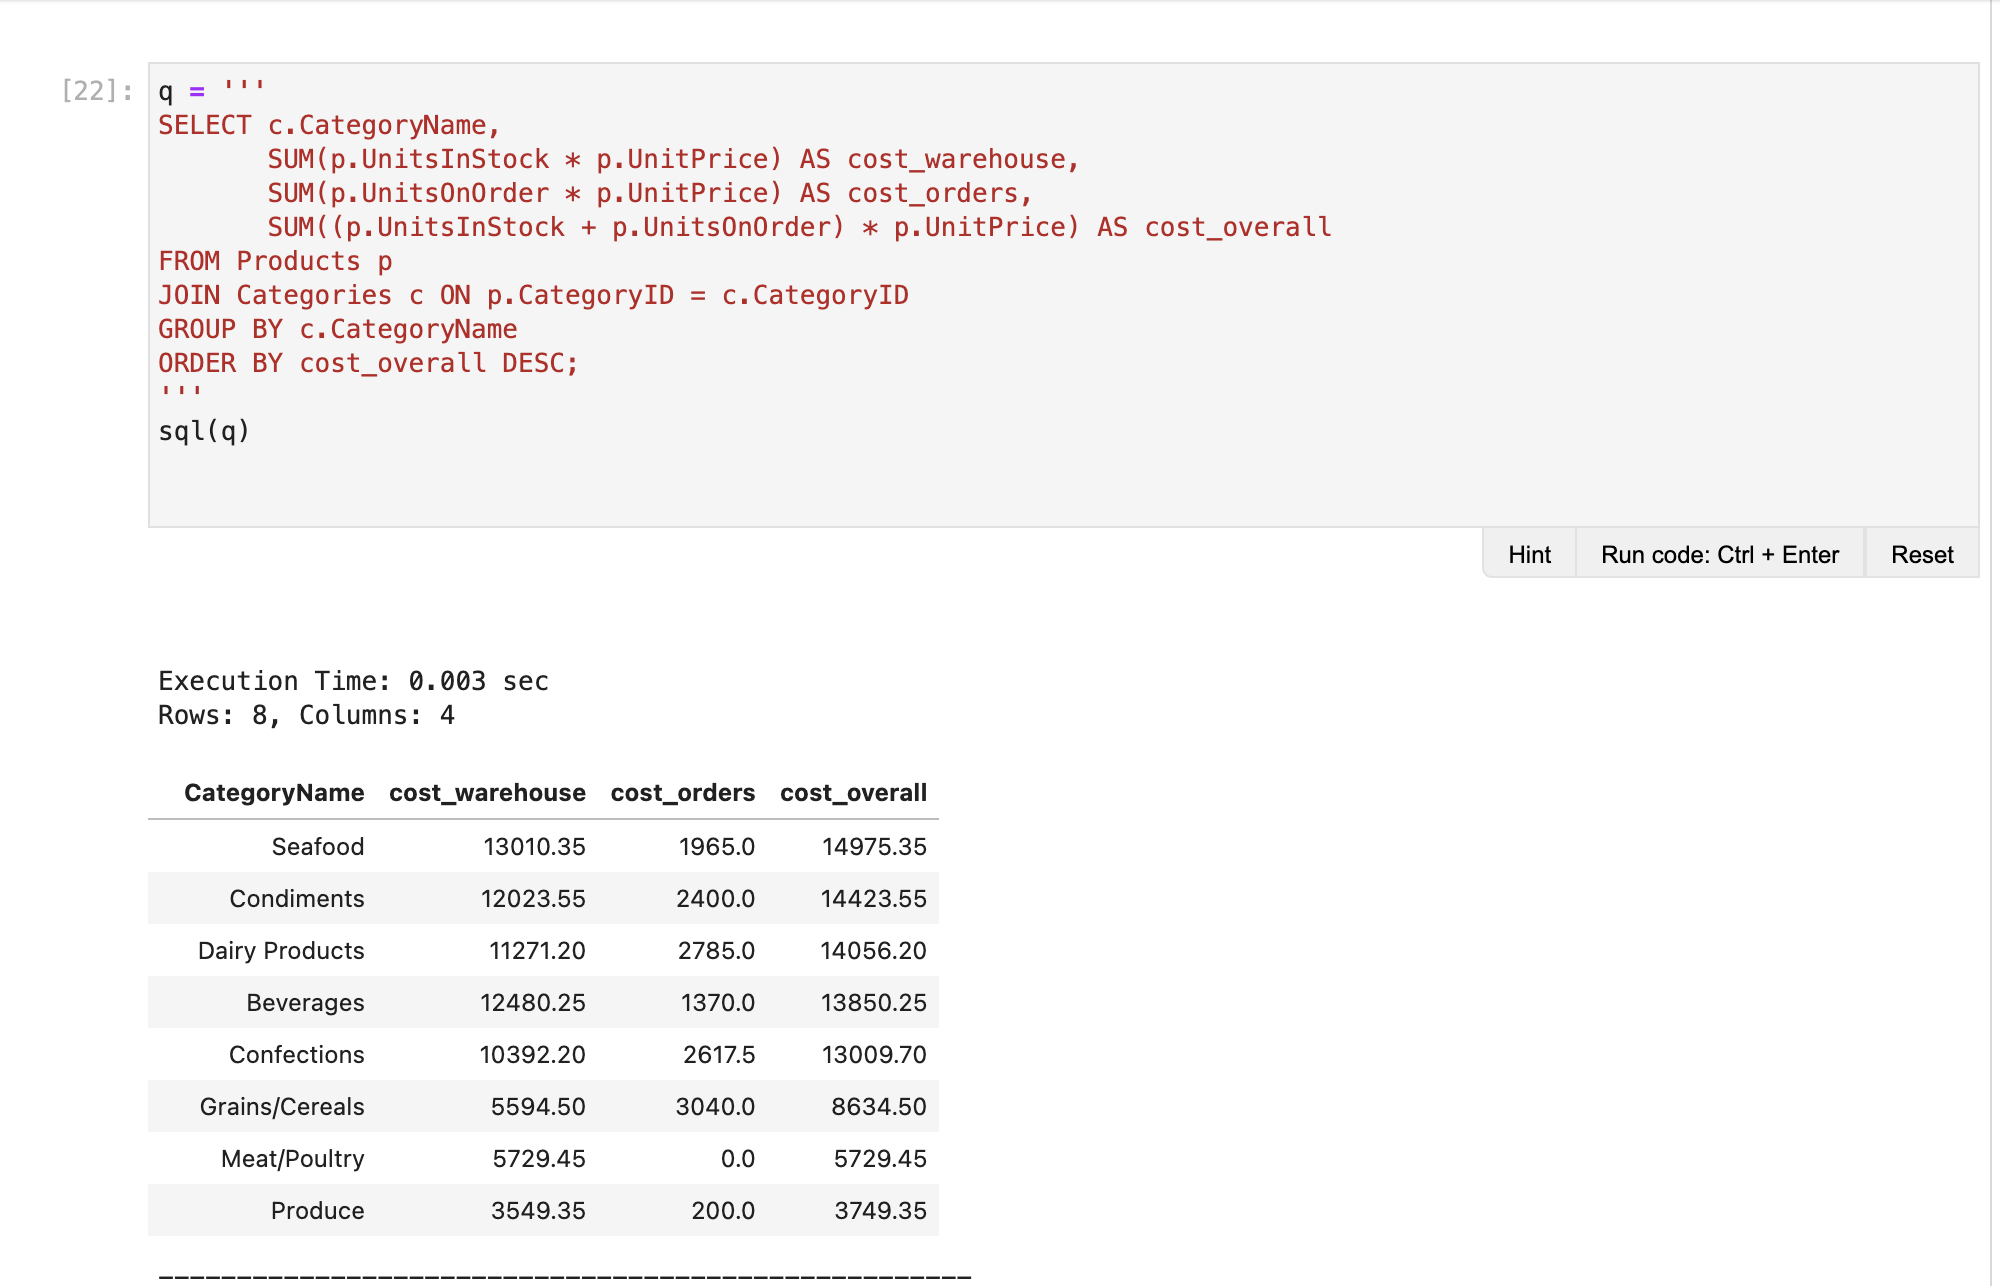 [22]:
q = '''
SELECT c.CategoryName,
       SUM(p.UnitsInStock * p.UnitPrice) AS cost_warehouse,
       SUM(p.UnitsOnOrder * p.UnitPrice) AS cost_orders,
       SUM((p.UnitsInStock + p.UnitsOnOrder) * p.UnitPrice) AS cost_overall
FROM Products p
JOIN Categories c ON p.CategoryID = c.CategoryID
GROUP BY c.CategoryName
ORDER BY cost_overall DESC;
'''
sql(q)
Hint Run code: Ctrl + Enter Reset
Execution Time: 0.003 sec
Rows: 8, Columns: 4
CategoryName cost_warehouse cost_orders cost_overall
Seafood 13010.35 1965.0 14975.35
Condiments 12023.55 2400.0 14423.55
Dairy Products 11271.20 2785.0 14056.20
Beverages 12480.25 1370.0 13850.25
Confections 10392.20 2617.5 13009.70
Grains/Cereals 5594.50 3040.0 8634.50
Meat/Poultry 5729.45 0.0 5729.45
Produce 3549.35 200.0 3749.35